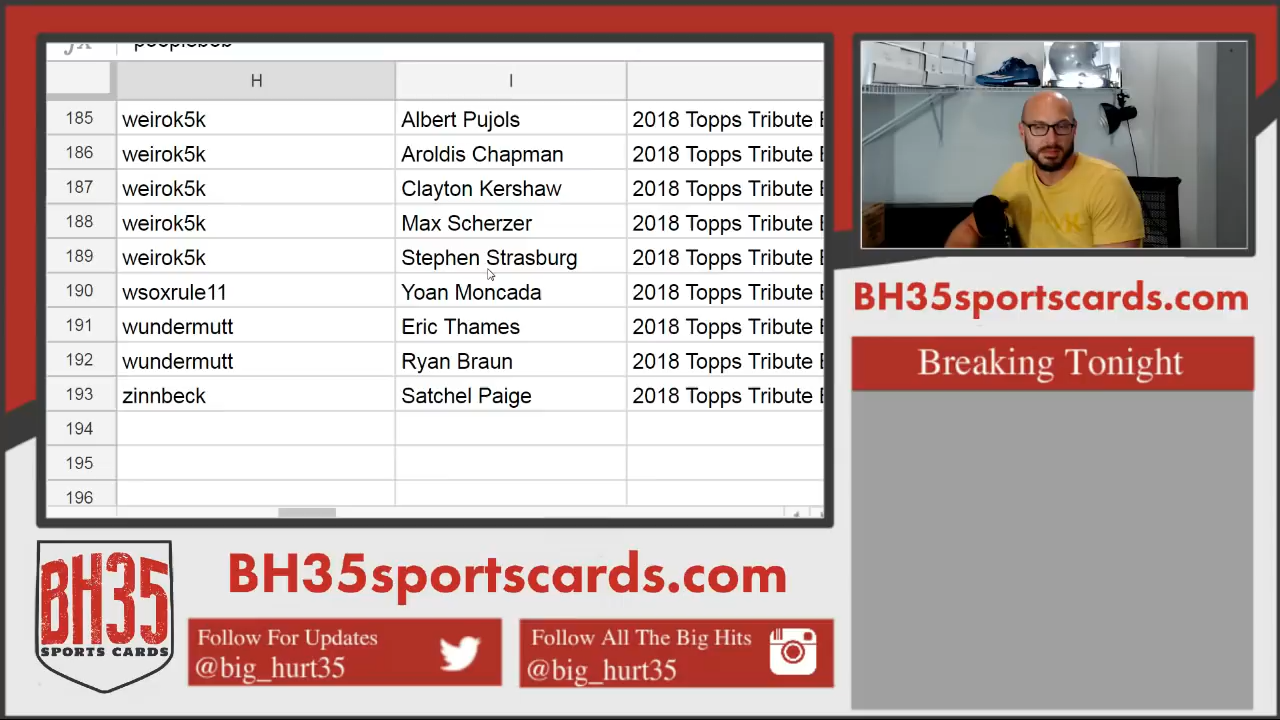 H I
185 weirok5k Albert Pujols 2018 Topps Tribute
186 weirok5k Aroldis Chapman 2018 Topps Tribute
187 weirok5k Clayton Kershaw 2018 Topps Tribute
188 weirok5k Max Scherzer 2018 Topps Tribute
189 weirok5k Stephen Strasburg 2018 Topps Tribute
190 wsoxrule11 Yoan Moncada 2018 Topps Tribute
191 wundermutt Eric Thames 2018 Topps Tribute
192 wundermutt Ryan Braun 2018 Topps Tribute
193 zinnbeck Satchel Paige 2018 Topps Tribute
194
195
196
BH35sportscards.com
Breaking Tonight
BH35
SPORTS CARDS
BH35sportscards.com
Follow For Updates
@big_hurt35
Follow All The Big Hits
@big_hurt35